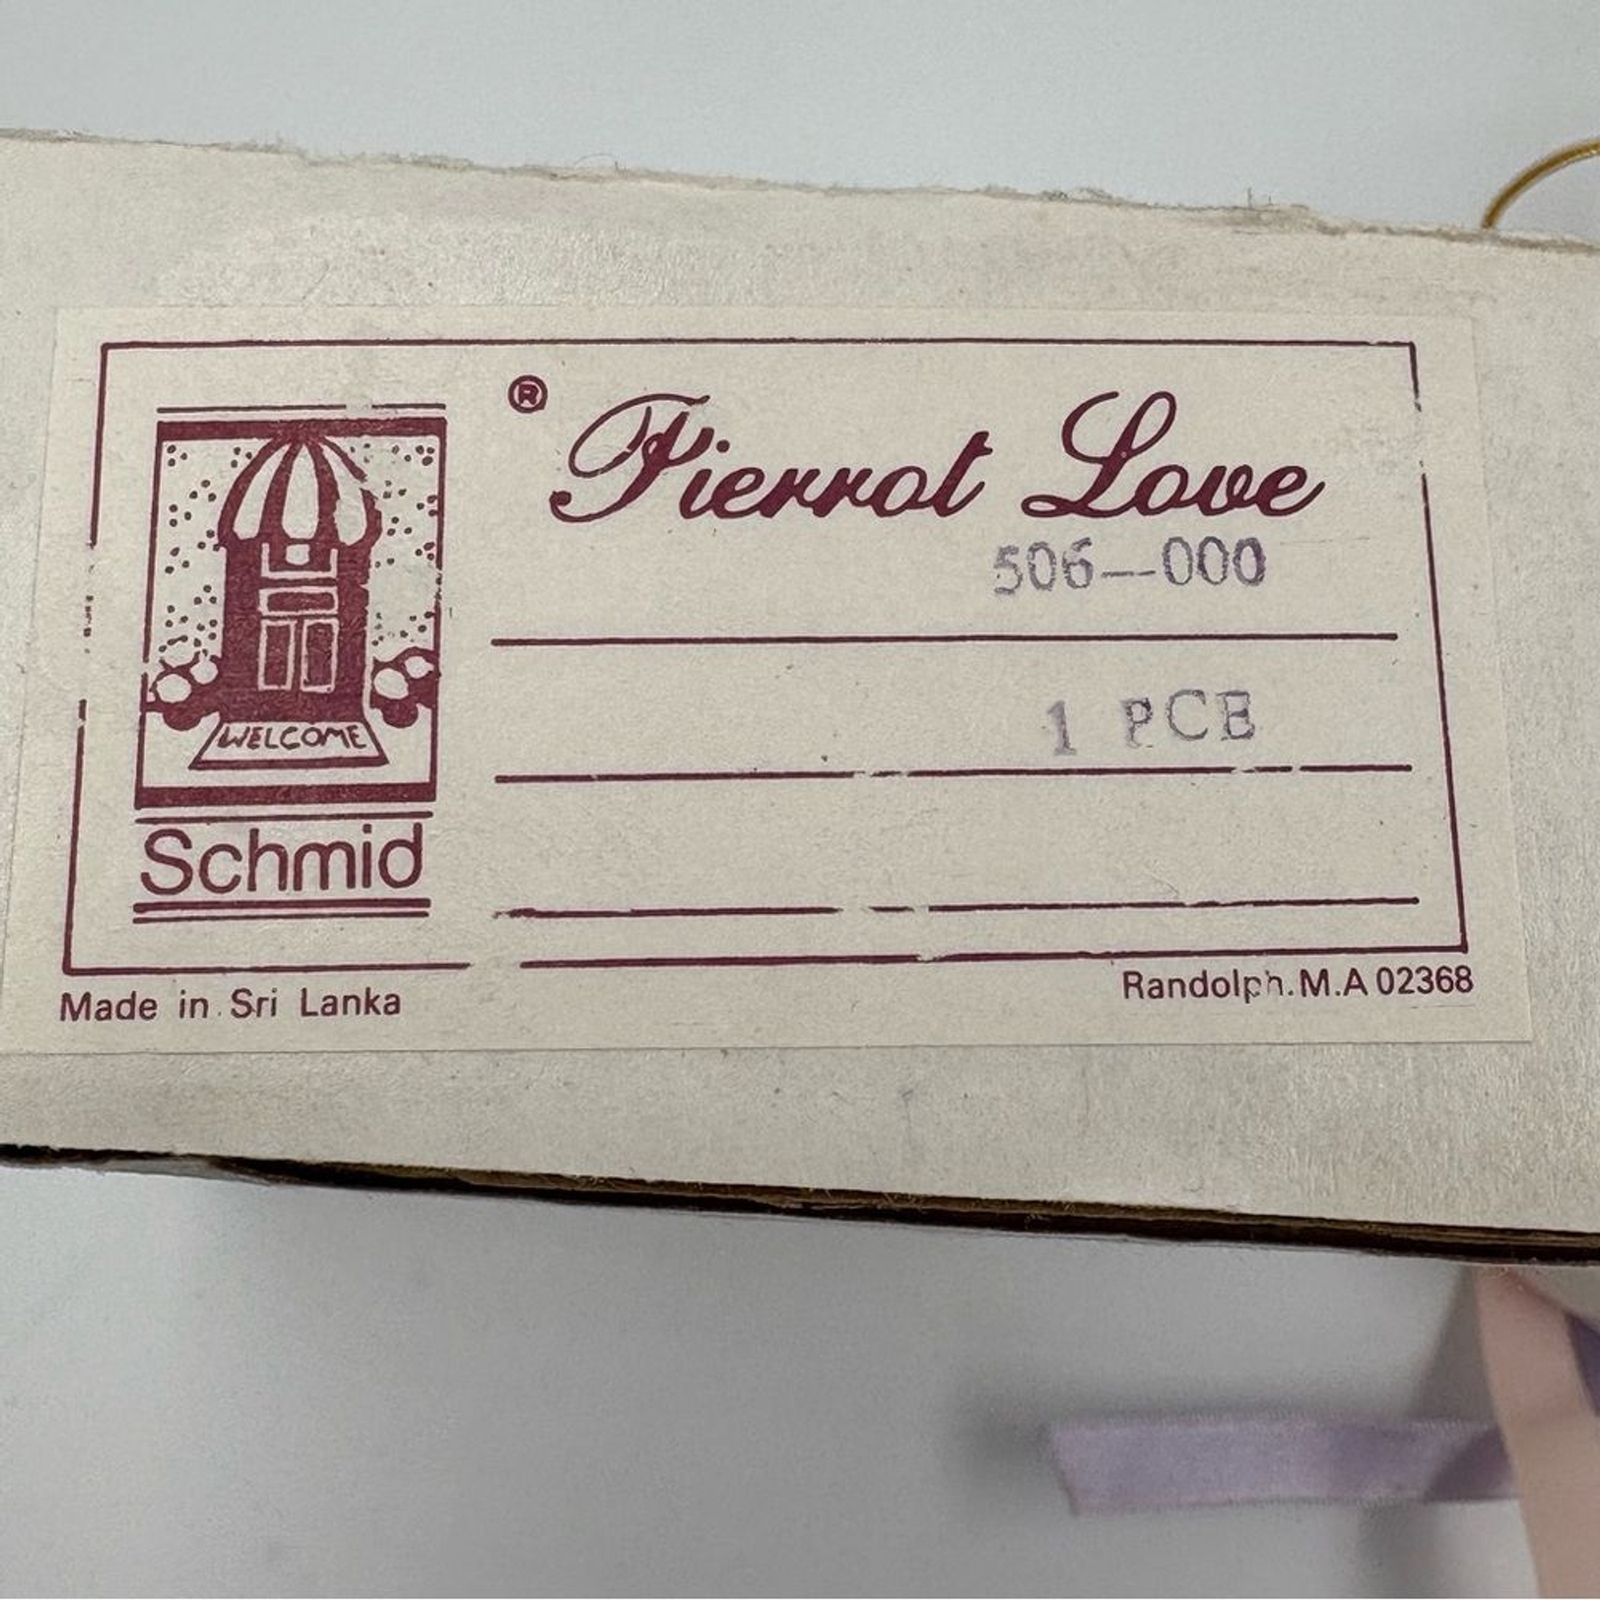 ® Pierrot Love
506—000
1 PCE
WELCOME
Schmid
Made in Sri Lanka
Randolph. M.A 02368